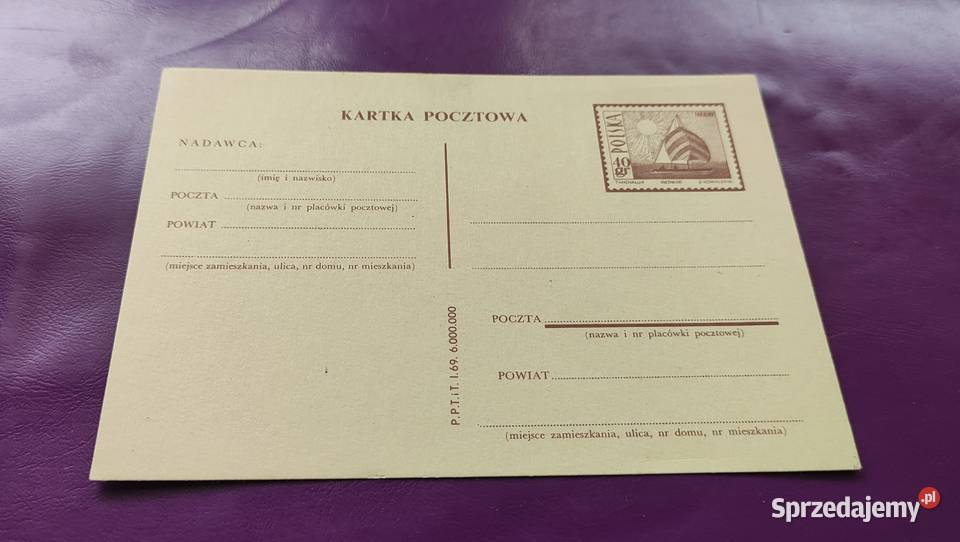 KARTKA POCZTOWA
POLSKA
40 gr
NADAWCA:
(imię i nazwisko)
POCZTA
(nazwa i nr placówki pocztowej)
POWIAT
(miejsce zamieszkania, ulica, nr domu, nr mieszkania)
P.P.T.iT. I.69. 6.000.000
POCZTA
(nazwa i nr placówki pocztowej)
POWIAT
(miejsce zamieszkania, ulica, nr domu, nr mieszkania)
Sprzedajemy.pl